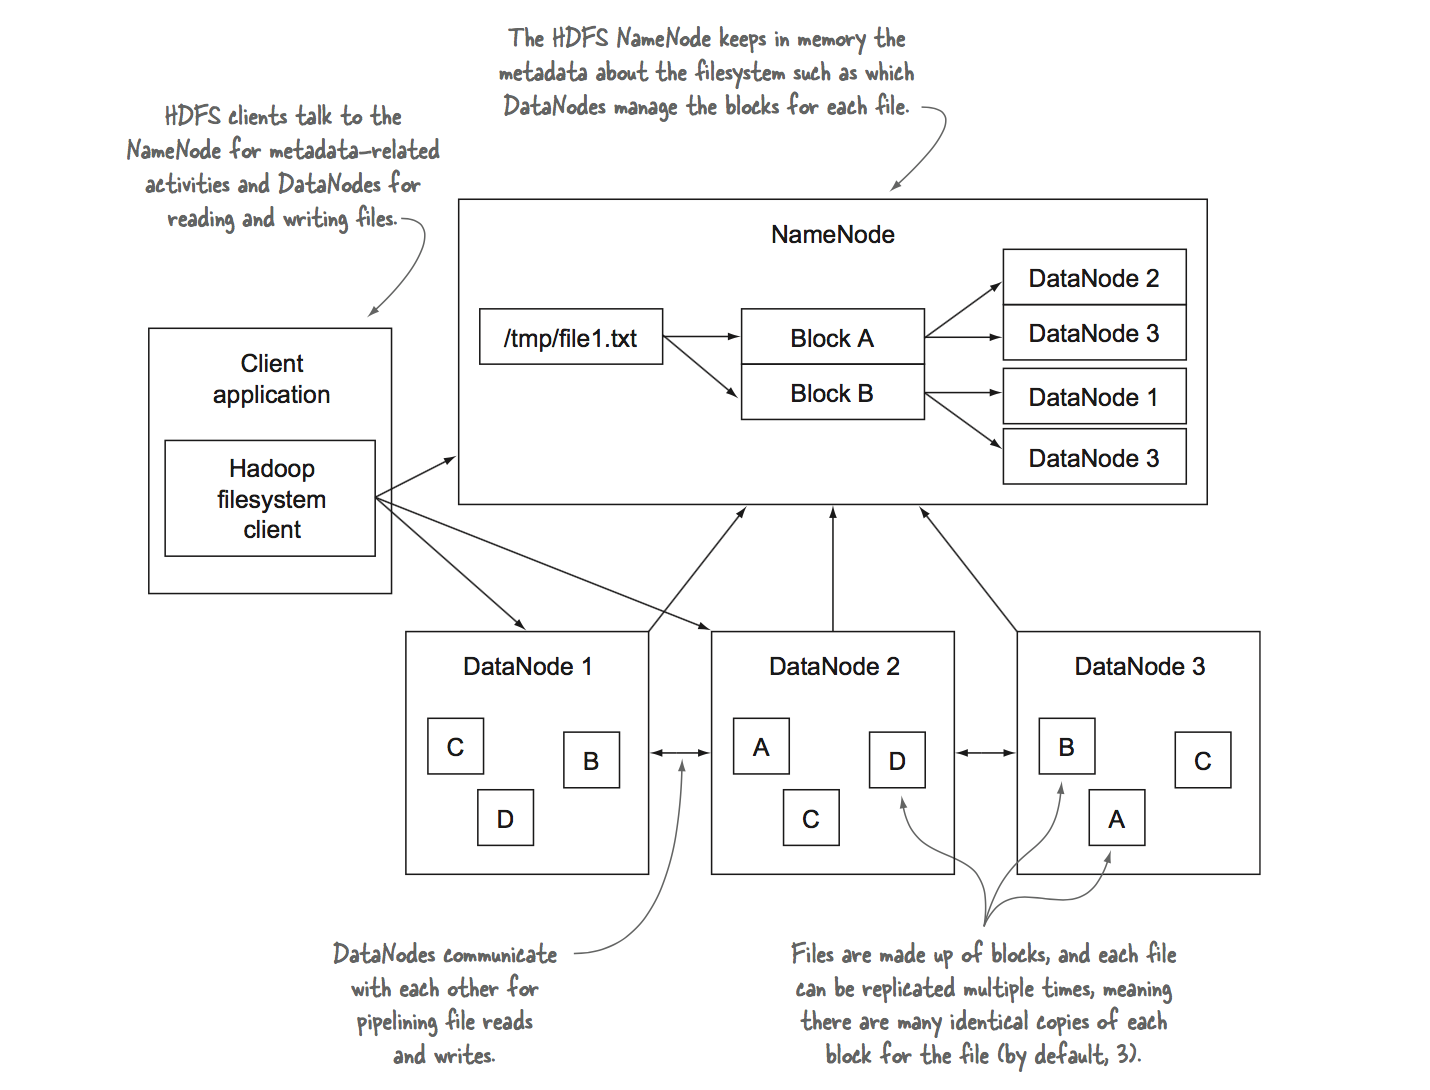 The HDFS NameNode keeps in memory the
metadata about the filesystem such as which
DataNodes manage the blocks for each file.
HDFS clients talk to the
NameNode for metadata-related
activities and DataNodes for
reading and writing files.
NameNode
/tmp/file1.txt
Block A
Block B
DataNode 2
DataNode 3
DataNode 1
DataNode 3
Client
application
Hadoop
filesystem
client
DataNode 1
C
B
D
DataNode 2
A
D
C
DataNode 3
B
C
A
DataNodes communicate
with each other for
pipelining file reads
and writes.
Files are made up of blocks, and each file
can be replicated multiple times, meaning
there are many identical copies of each
block for the file (by default, 3).